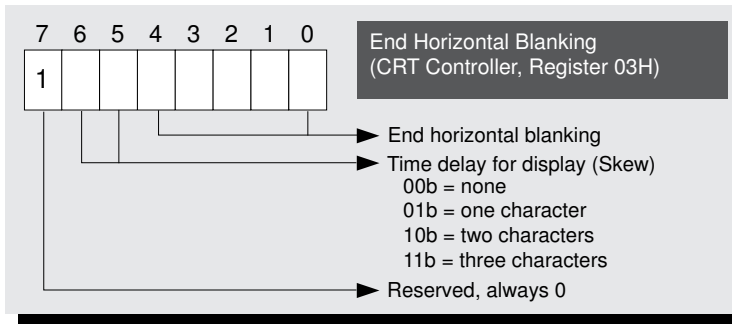 7 6 5 4 3 2 1 0
1
End Horizontal Blanking
(CRT Controller, Register 03H)
End horizontal blanking
Time delay for display (Skew)
00b = none
01b = one character
10b = two characters
11b = three characters
Reserved, always 0